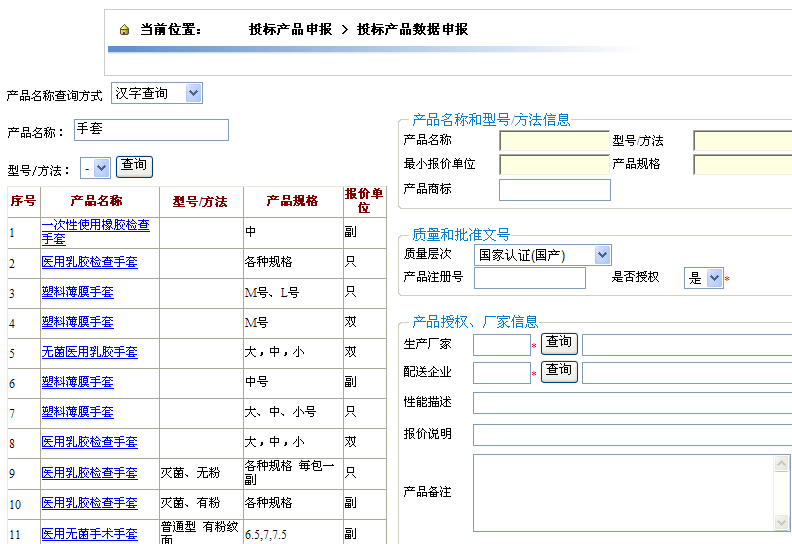 当前位置： 投标产品申报 > 投标产品数据申报
产品名称查询方式 汉字查询
产品名称： 手套
型号/方法： - 查询
序号 产品名称 型号/方法 产品规格 报价单位
1 一次性使用橡胶检查手套 中 副
2 医用乳胶检查手套 各种规格 只
3 塑料薄膜手套 M号、L号 只
4 塑料薄膜手套 M号 双
5 无菌医用乳胶手套 大，中，小 双
6 塑料薄膜手套 中号 副
7 塑料薄膜手套 大、中、小号 只
8 医用乳胶检查手套 大，中，小 双
9 医用乳胶检查手套 灭菌、无粉 各种规格 每包一副 只
10 医用乳胶检查手套 灭菌、有粉 各种规格 副
11 医用无菌手术手套 普通型 有粉纹面 6.5,7,7.5 副
产品名称和型号/方法信息
产品名称 型号/方法
最小报价单位 产品规格
产品商标
质量和批准文号
质量层次 国家认证(国产)
产品注册号 是否授权 是 *
产品授权、厂家信息
生产厂家 * 查询
配送企业 * 查询
性能描述
报价说明
产品备注